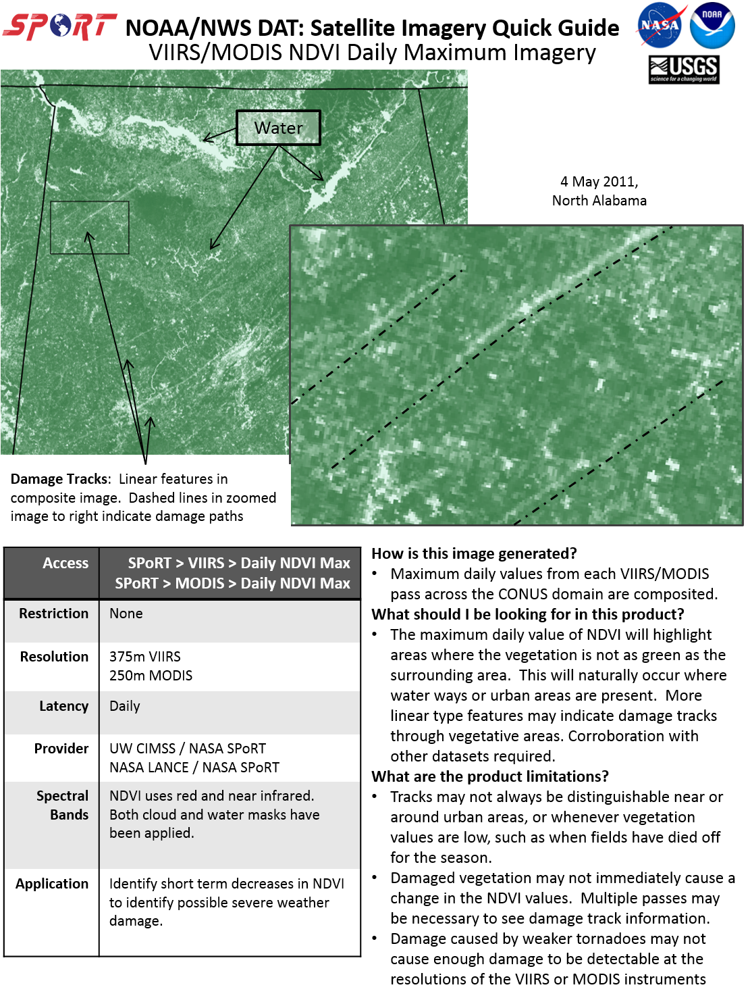 SPoRT
NOAA/NWS DAT: Satellite Imagery Quick Guide
VIIRS/MODIS NDVI Daily Maximum Imagery
NASA
NOAA
USGS
science for a changing world
Water
4 May 2011,
North Alabama
Damage Tracks: Linear features in
composite image. Dashed lines in zoomed
image to right indicate damage paths
Access
SPoRT > VIIRS > Daily NDVI Max
SPoRT > MODIS > Daily NDVI Max
Restriction
None
Resolution
375m VIIRS
250m MODIS
Latency
Daily
Provider
UW CIMSS / NASA SPoRT
NASA LANCE / NASA SPoRT
Spectral
Bands
NDVI uses red and near infrared.
Both cloud and water masks have
been applied.
Application
Identify short term decreases in NDVI
to identify possible severe weather
damage.
How is this image generated?
• Maximum daily values from each VIIRS/MODIS
pass across the CONUS domain are composited.
What should I be looking for in this product?
• The maximum daily value of NDVI will highlight
areas where the vegetation is not as green as the
surrounding area. This will naturally occur where
water ways or urban areas are present. More
linear type features may indicate damage tracks
through vegetative areas. Corroboration with
other datasets required.
What are the product limitations?
• Tracks may not always be distinguishable near or
around urban areas, or whenever vegetation
values are low, such as when fields have died off
for the season.
• Damaged vegetation may not immediately cause a
change in the NDVI values. Multiple passes may
be necessary to see damage track information.
• Damage caused by weaker tornadoes may not
cause enough damage to be detectable at the
resolutions of the VIIRS or MODIS instruments